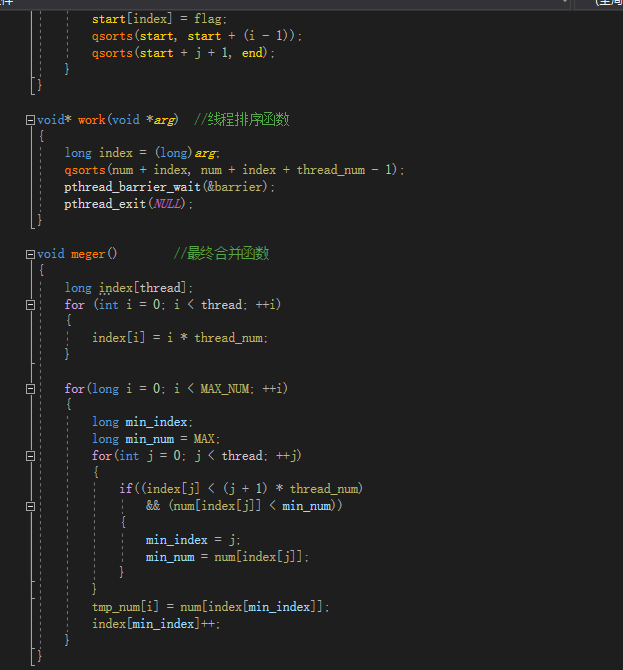 start[index] = flag;
qsorts(start, start + (i - 1));
qsorts(start + j + 1, end);
}
}
void* work(void *arg)  //线程排序函数
{
long index = (long)arg;
qsorts(num + index, num + index + thread_num - 1);
pthread_barrier_wait(&barrier);
pthread_exit(NULL);
}
void meger()        //最终合并函数
{
long index[thread];
for (int i = 0; i < thread; ++i)
{
index[i] = i * thread_num;
}
for(long i = 0; i < MAX_NUM; ++i)
{
long min_index;
long min_num = MAX;
for(int j = 0; j < thread; ++j)
{
if((index[j] < (j + 1) * thread_num)
&& (num[index[j]] < min_num))
{
min_index = j;
min_num = num[index[j]];
}
}
tmp_num[i] = num[index[min_index]];
index[min_index]++;
}
}